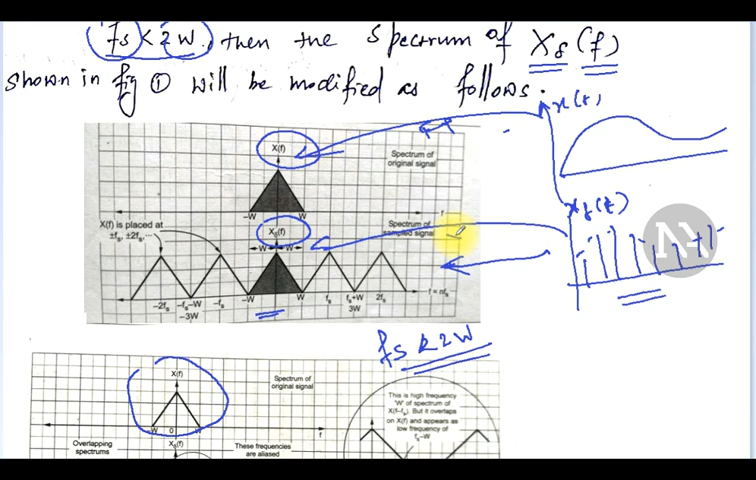 fs < 2W, then the Spectrum of Xδ(f)
shown in fig ① will be modified as follows.
x(t)
X(f)
Spectrum of
original signal
-W W f
X(f) is placed at
±fs, ±2fs, ...
Xδ(f)
Spectrum of
sampled signal
xδ(t)
W W
-2fs -fs-W -fs -W W fs fs+W 2fs f = nfs
-3W 3W
fs < 2W
X(f)
Spectrum of
original signal
-W 0 W f
This is high frequency
'W' of spectrum of
X(f-fs). But it overlaps
on X(f) and appears as
low frequency of
fs-W
Overlapping
spectrums
Xδ(f)
These frequencies
are aliased